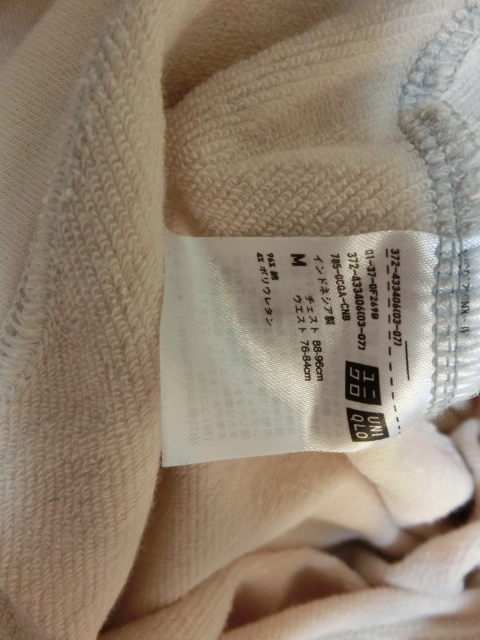 372-433406(03-07)
ユニ
クロ
UNI
QLO
01-37-0F269B
372-433406(03-07)
785-0CGA-CNB
インドネシア製
M
チェスト 88-96cm
ウエスト 76-84cm
96% 綿
4% ポリウレタン